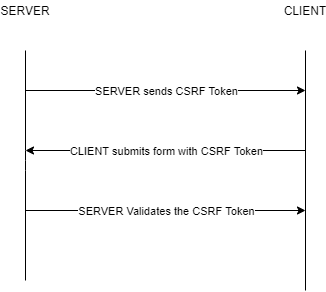 SERVER
CLIENT
SERVER sends CSRF Token
CLIENT submits form with CSRF Token
SERVER Validates the CSRF Token